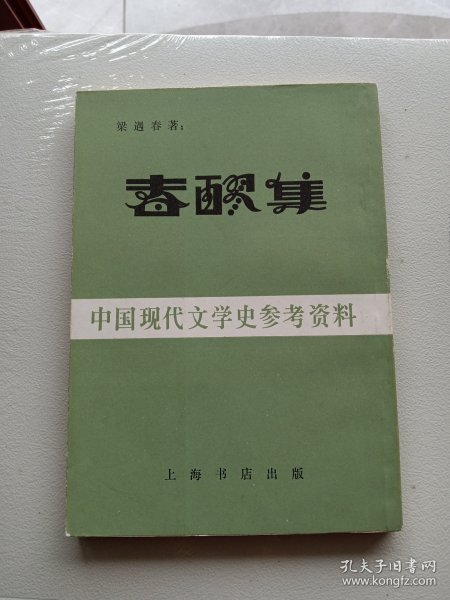 梁遇春著：
春醪集
中国现代文学史参考资料
上海书店出版
孔夫子旧书网
www.kongfz.com